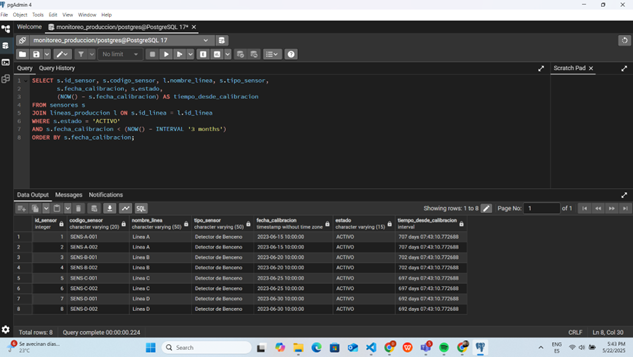 pgAdmin 4
File Object Tools Edit View Window Help
Welcome monitoreo_produccion/postgres@PostgreSQL 17*
monitoreo_produccion/postgres@PostgreSQL 17
No limit
Query Query History Scratch Pad
1 SELECT s.id_sensor, s.codigo_sensor, l.nombre_linea, s.tipo_sensor,
2 s.fecha_calibracion, s.estado,
3 (NOW() - s.fecha_calibracion) AS tiempo_desde_calibracion
4 FROM sensores s
5 JOIN lineas_produccion l ON s.id_linea = l.id_linea
6 WHERE s.estado = 'ACTIVO'
7 AND s.fecha_calibracion < (NOW() - INTERVAL '3 months')
8 ORDER BY s.fecha_calibracion;
Data Output Messages Notifications
SQL Showing rows: 1 to 8 Page No: 1 of 1
id_sensor codigo_sensor nombre_linea tipo_sensor fecha_calibracion estado tiempo_desde_calibracion
integer character varying (20) character varying (50) character varying (50) timestamp without time zone character varying (15) interval
1 1 SENS-A-001 Línea A Detector de Benceno 2023-06-15 10:00:00 ACTIVO 707 days 07:43:10.772688
2 2 SENS-A-002 Línea A Detector de Benceno 2023-06-15 10:00:00 ACTIVO 707 days 07:43:10.772688
3 3 SENS-B-001 Línea B Detector de Benceno 2023-06-20 10:00:00 ACTIVO 702 days 07:43:10.772688
4 4 SENS-B-002 Línea B Detector de Benceno 2023-06-20 10:00:00 ACTIVO 702 days 07:43:10.772688
5 5 SENS-C-001 Línea C Detector de Benceno 2023-06-30 10:00:00 ACTIVO 692 days 07:43:10.772688
6 6 SENS-C-002 Línea C Detector de Benceno 2023-06-30 10:00:00 ACTIVO 692 days 07:43:10.772688
7 7 SENS-D-001 Línea D Detector de Benceno 2023-06-30 10:00:00 ACTIVO 692 days 07:43:10.772688
8 8 SENS-D-002 Línea D Detector de Benceno 2023-06-30 10:00:00 ACTIVO 692 days 07:43:10.772688
Total rows: 8 Query complete 00:00:00.224 CRLF Ln 8, Col 30
Se avecinan días...
23°C
Search
ENG
ES
5:43 PM
5/22/2025